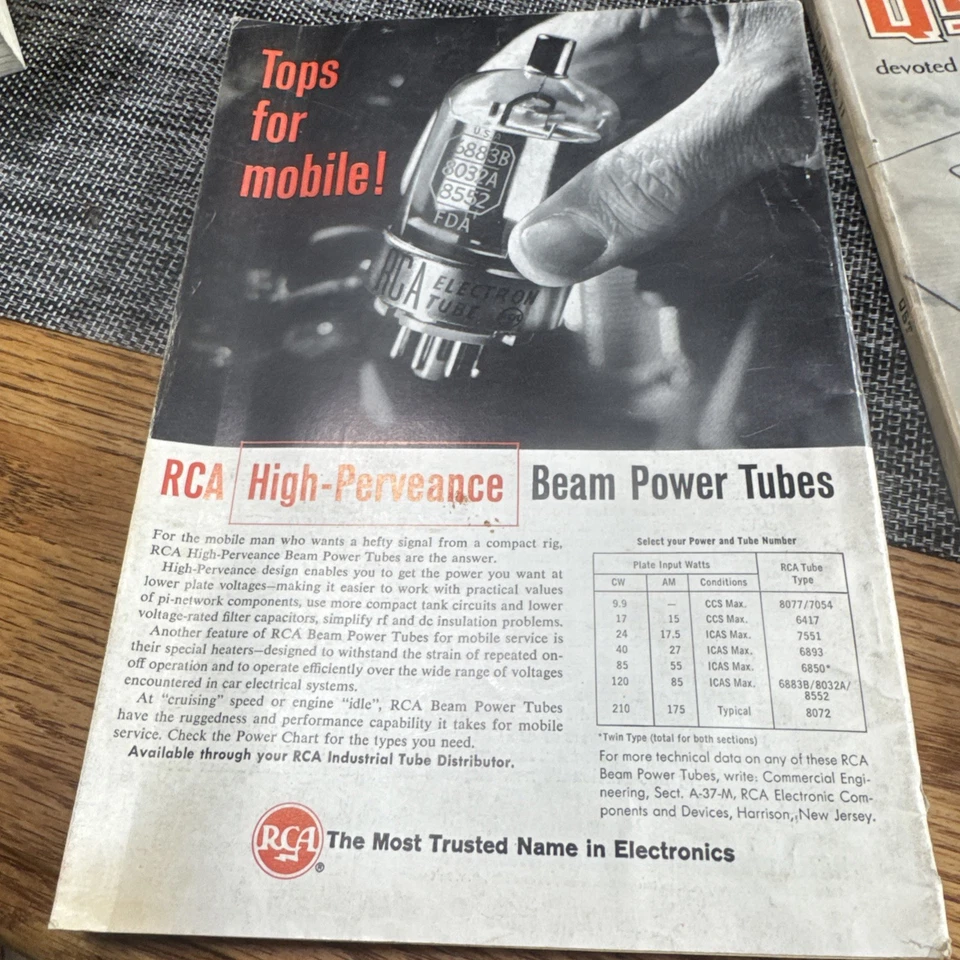 Tops
for
mobile!
U.S.A.
6883B
8032A
8552
FDA
RCA ELECTRON
TUBE
RCA High-Perveance Beam Power Tubes
For the mobile man who wants a hefty signal from a compact rig,
RCA High-Perveance Beam Power Tubes are the answer.
High-Perveance design enables you to get the power you want at
lower plate voltages—making it easier to work with practical values
of pi-network components, use more compact tank circuits and lower
voltage-rated filter capacitors, simplify rf and dc insulation problems.
Another feature of RCA Beam Power Tubes for mobile service is
their special heaters—designed to withstand the strain of repeated on-
off operation and to operate efficiently over the wide range of voltages
encountered in car electrical systems.
At "cruising" speed or engine "idle", RCA Beam Power Tubes
have the ruggedness and performance capability it takes for mobile
service. Check the Power Chart for the types you need.
Available through your RCA Industrial Tube Distributor.
Select your Power and Tube Number
Plate Input Watts RCA Tube
Type
CW AM Conditions
9.9 — CCS Max. 8077/7054
17 15 CCS Max. 6417
24 17.5 ICAS Max. 7551
40 27 ICAS Max. 6893
85 55 ICAS Max. 6850*
120 85 ICAS Max. 6883B/8032A/
8552
210 175 Typical 8072
*Twin Type (total for both sections)
For more technical data on any of these RCA
Beam Power Tubes, write: Commercial Engi-
neering, Sect. A-37-M, RCA Electronic Com-
ponents and Devices, Harrison, New Jersey.
RCA ® The Most Trusted Name in Electronics
devoted